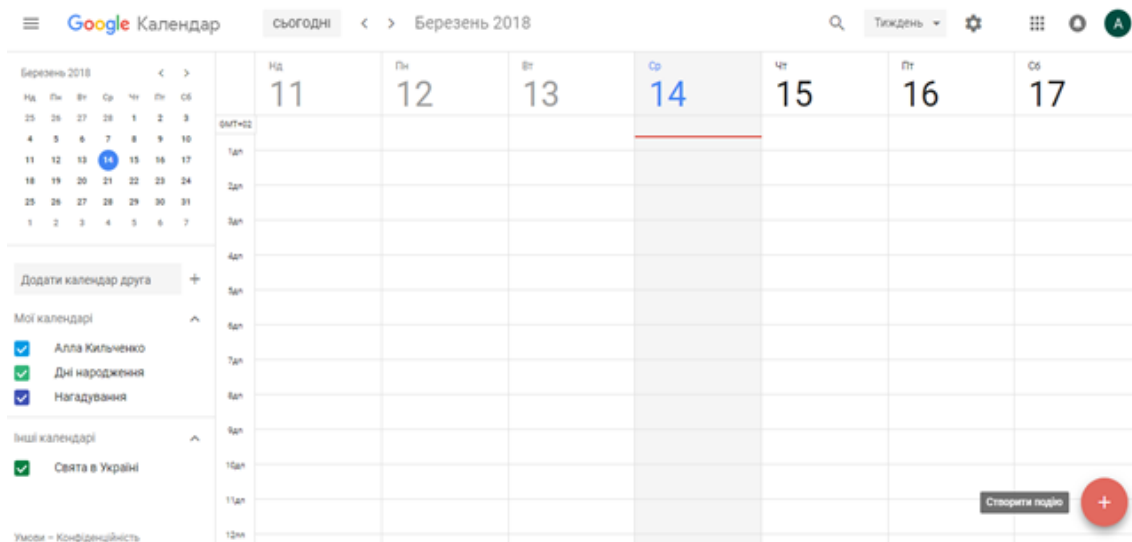 Google Календар СЬОГОДНІ < > Березень 2018 Тиждень A
Березень 2018 < >
Нд Пн Вт Ср Чт Пт Сб
25 26 27 28 1 2 3
4 5 6 7 8 9 10
11 12 13 14 15 16 17
18 19 20 21 22 23 24
25 26 27 28 29 30 31
1 2 3 4 5 6 7
Додати календар друга +
Мої календарі
Алла Кильченко
Дні народження
Нагадування
Інші календарі
Свята в Україні
Умови – Конфіденційність
Нд Пн Вт Ср Чт Пт Сб
11 12 13 14 15 16 17
GMT+02
1дп
2дп
3дп
4дп
5дп
6дп
7дп
8дп
9дп
10дп
11дп
12пп
Створити подію +